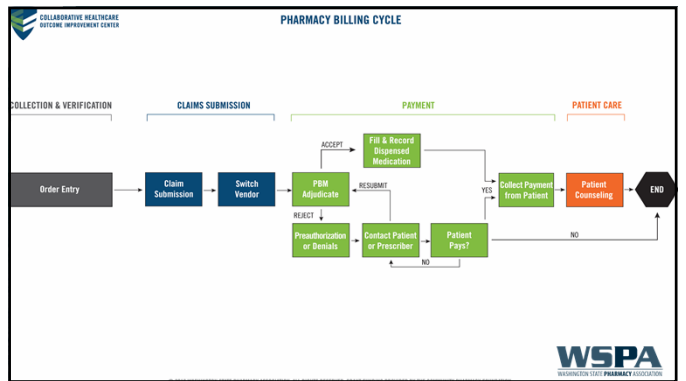 COLLABORATIVE HEALTHCARE
OUTCOME IMPROVEMENT CENTER
PHARMACY BILLING CYCLE
COLLECTION & VERIFICATION
CLAIMS SUBMISSION
PAYMENT
PATIENT CARE
Order Entry
Claim
Submission
Switch
Vendor
PBM
Adjudicate
ACCEPT
Fill & Record
Dispensed
Medication
RESUBMIT
REJECT
Preauthorization
or Denials
Contact Patient
or Prescriber
Patient
Pays?
NO
YES
Collect Payment
from Patient
Patient
Counseling
NO
END
WSPA
WASHINGTON STATE PHARMACY ASSOCIATION